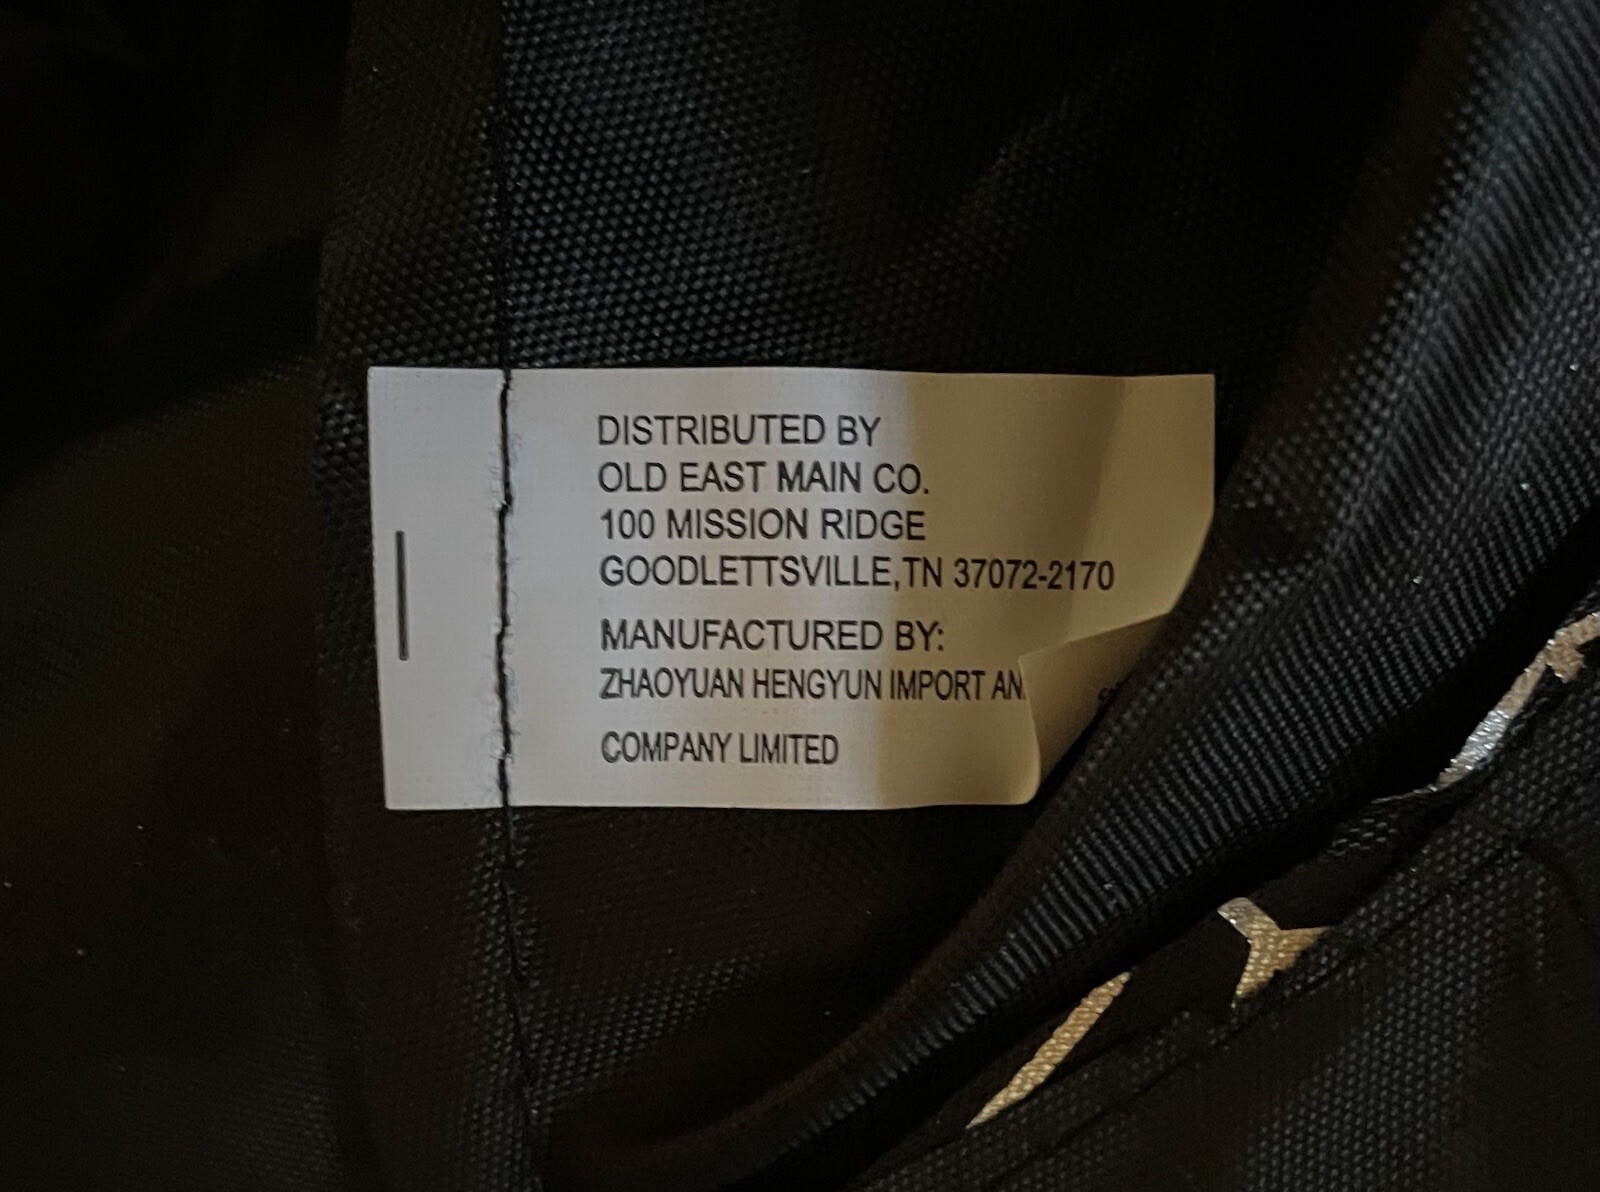 DISTRIBUTED BY
OLD EAST MAIN CO.
100 MISSION RIDGE
GOODLETTSVILLE,TN 37072-2170
MANUFACTURED BY:
ZHAOYUAN HENGYUN IMPORT
COMPANY LIMITED